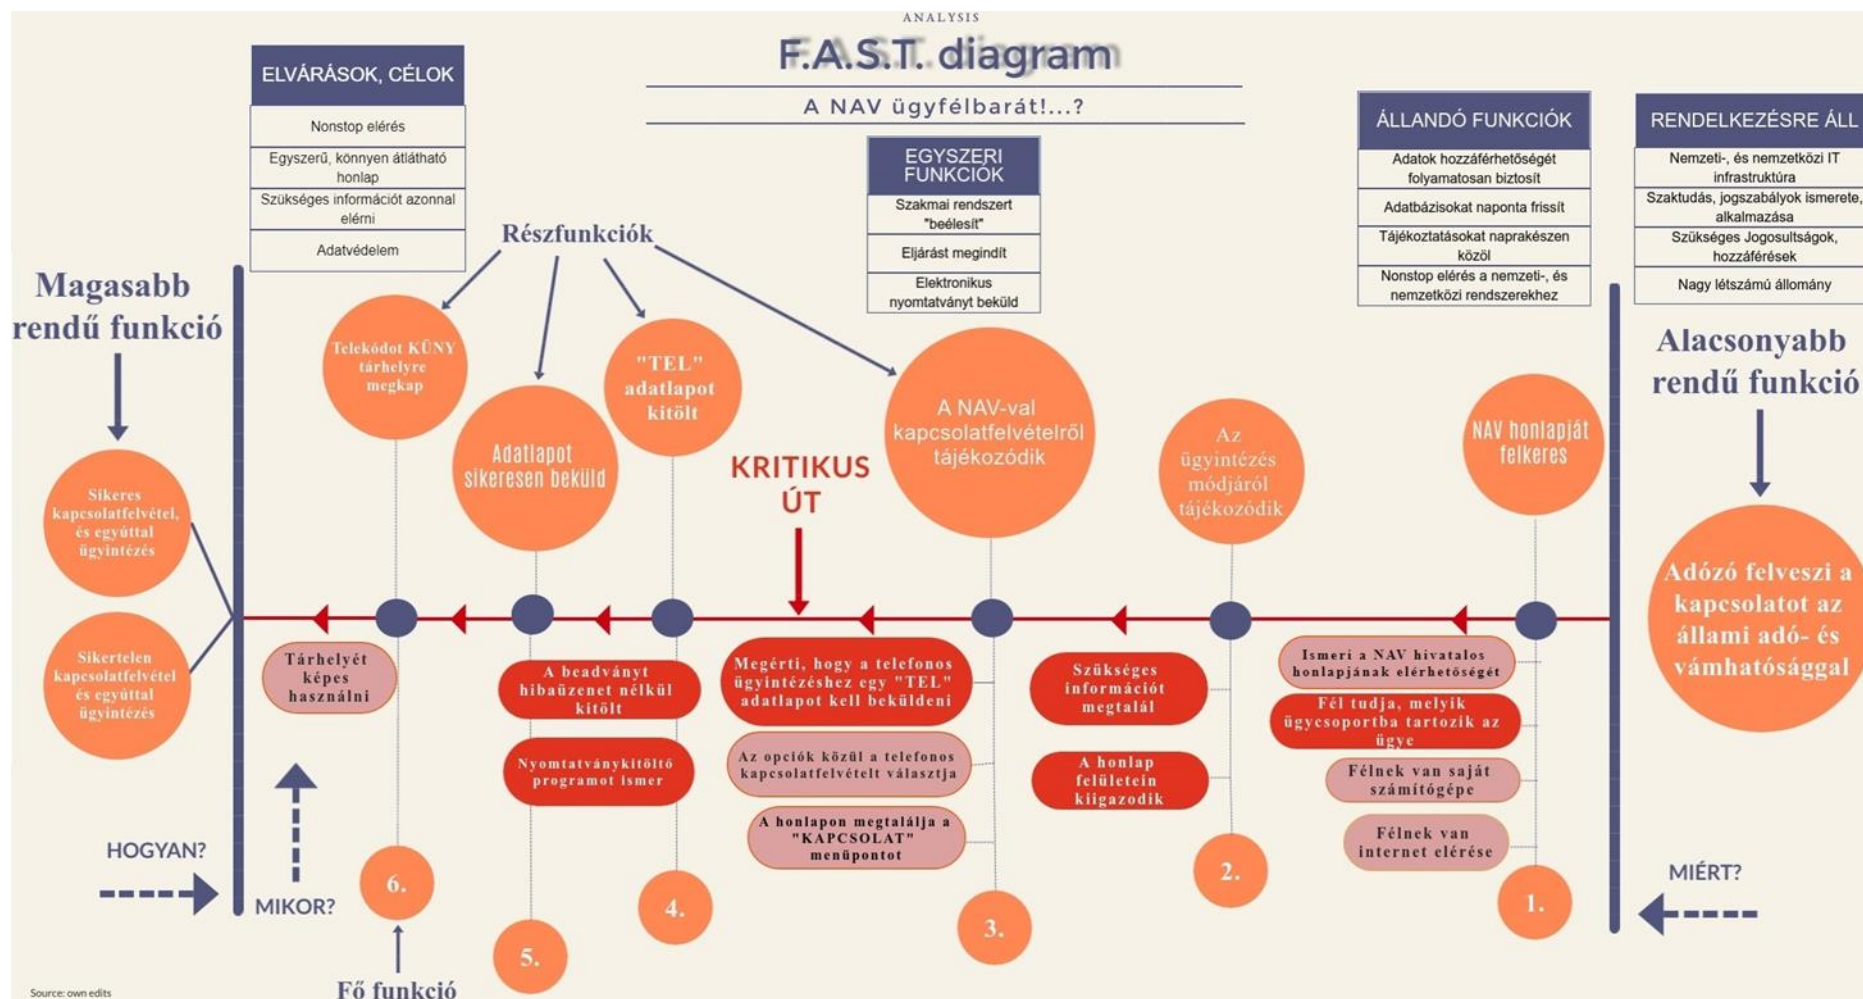 ANALYSIS
F.A.S.T. diagram
A NAV ügyfélbarát!...?
ELVÁRÁSOK, CÉLOK
Nonstop elérés
Egyszerű, könnyen átlátható
honlap
Szükséges információt azonnal
elérni
Adatvédelem
EGYSZERI
FUNKCIÓK
Szakmai rendszert
"beélesít"
Eljárást megindít
Elektronikus
nyomtatványt beküld
ÁLLANDÓ FUNKCIÓK
Adatok hozzáférhetőségét
folyamatosan biztosít
Adatbázisokat naponta frissít
Tájékoztatásokat naprakészen
közöl
Nonstop elérés a nemzeti-, és
nemzetközi rendszerekhez
RENDELKEZÉSRE ÁLL
Nemzeti-, és nemzetközi IT
infrastruktúra
Szaktudás, jogszabályok ismerete,
alkalmazása
Szükséges Jogosultságok,
hozzáférések
Nagy létszámú állomány
Részfunkciók
Magasabb
rendű funkció
Alacsonyabb
rendű funkció
Telekódot KÜNY
tárhelyre
megkap
Adatlapot
sikeresen beküld
"TEL"
adatlapot
kitölt
A NAV-val
kapcsolatfelvételről
tájékozódik
Az
ügyintézés
módjáról
tájékozódik
NAV honlapját
felkeres
KRITIKUS
ÚT
Sikeres
kapcsolatfelvétel,
és egyúttal
ügyintézés
Sikertelen
kapcsolatfelvétel
és egyúttal
ügyintézés
Adózó felveszi a
kapcsolatot az
állami adó- és
vámhatósággal
Tárhelyét
képes
használni
A beadványt
hibaüzenet nélkül
kitölt
Nyomtatványkitöltő
programot ismer
Megérti, hogy a telefonos
ügyintézéshez egy "TEL"
adatlapot kell beküldeni
Az opciók közül a telefonos
kapcsolatfelvételt választja
A honlapon megtalálja a
"KAPCSOLAT"
menüpontot
Szükséges
információt
megtalál
A honlap
felületein
kiigazodik
Ismeri a NAV hivatalos
honlapjának elérhetőségét
Fél tudja, melyik
ügycsoportba tartozik az
ügye
Félnek van saját
számítógépe
Félnek van
internet elérése
HOGYAN?
MIKOR?
MIÉRT?
6.
5.
4.
3.
2.
1.
Fő funkció
Source: own edits